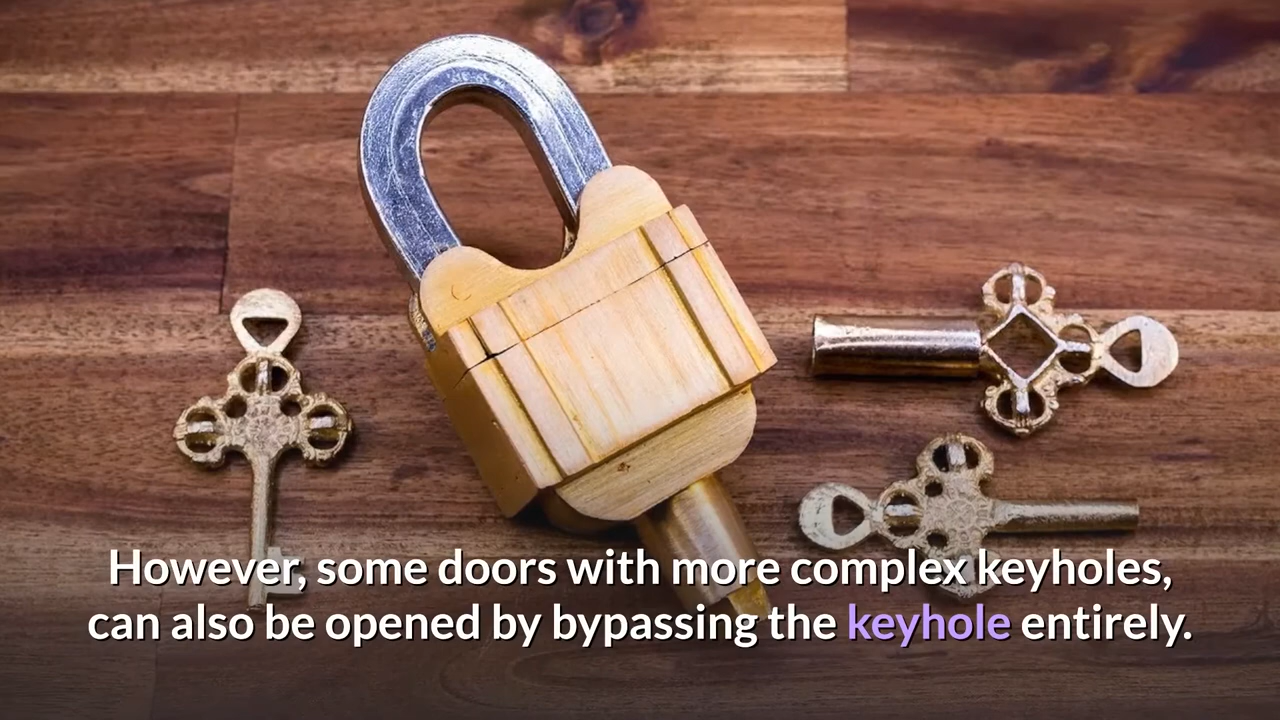 However, some doors with more complex keyholes,
can also be opened by bypassing the keyhole entirely.